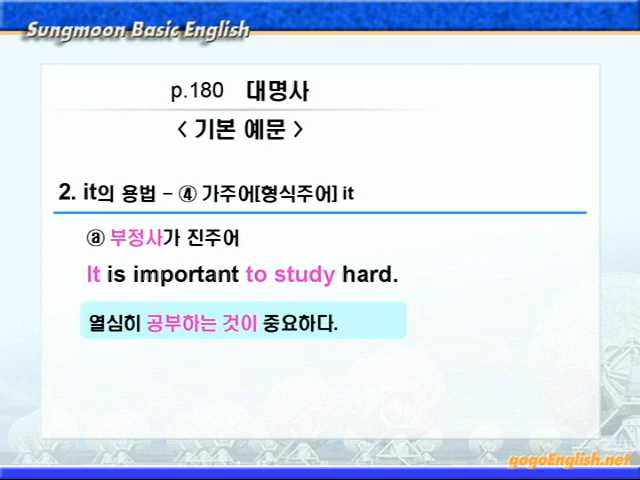 Sungmoon Basic English
p.180 대명사
< 기본 예문 >
2. it의 용법 – ④ 가주어[형식주어] it
ⓐ 부정사가 진주어
It is important to study hard.
열심히 공부하는 것이 중요하다.
gogoEnglish.net